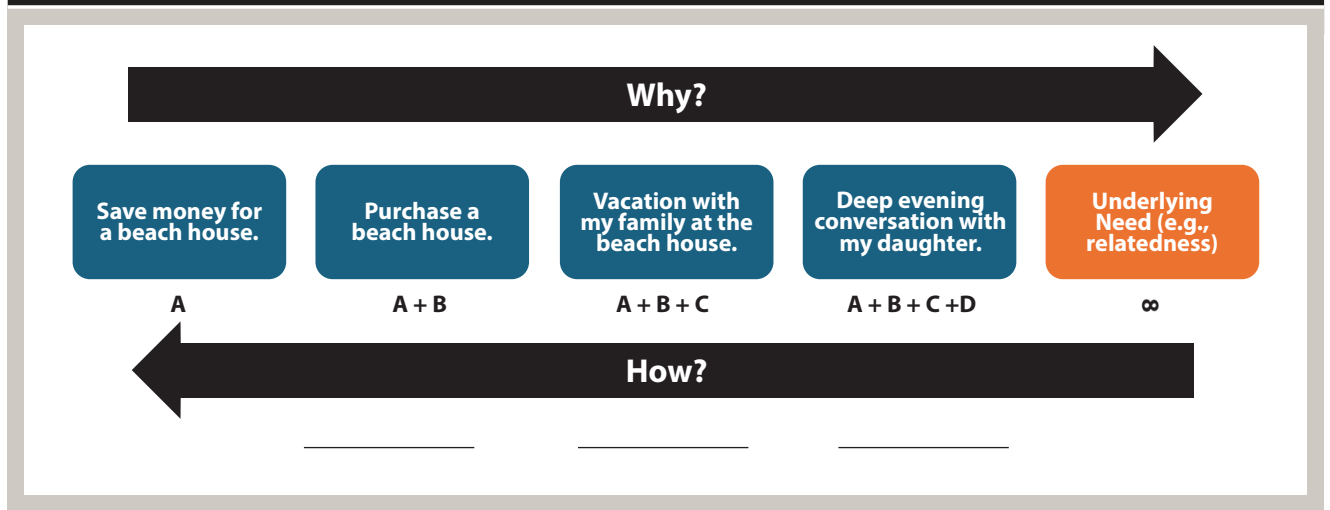 Why?
Save money for
a beach house.
Purchase a
beach house.
Vacation with
my family at the
beach house.
Deep evening
conversation with
my daughter.
Underlying
Need (e.g.,
relatedness)
A
A + B
A + B + C
A + B + C +D
∞
How?